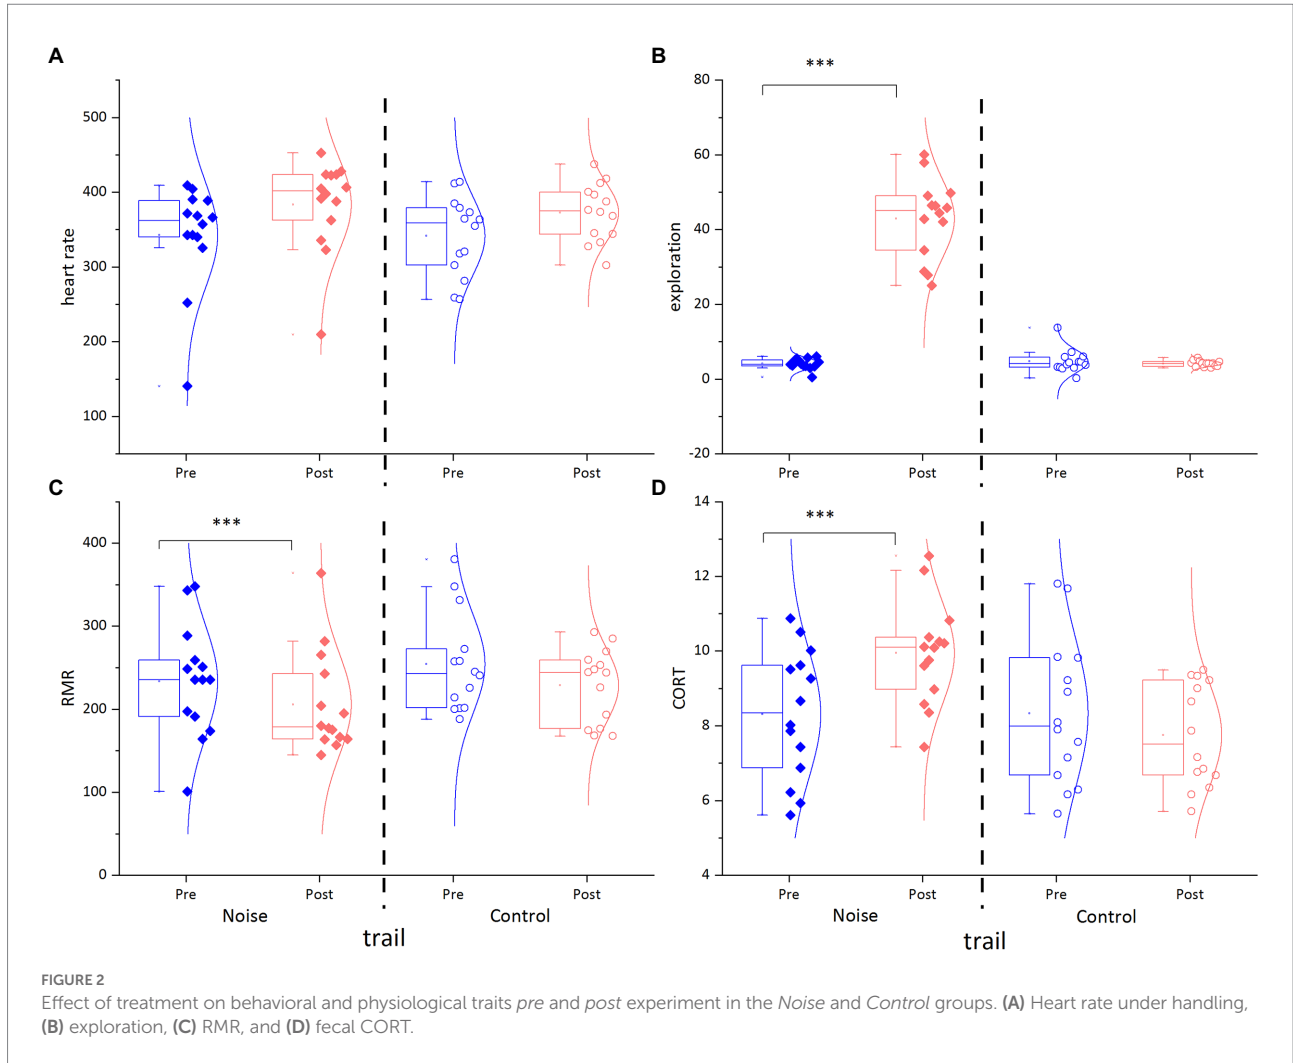 A
heart rate
500
400
300
200
100
Pre
Post
Pre
Post
B
***
exploration
80
60
40
20
0
-20
Pre
Post
Pre
Post
C
***
RMR
400
300
200
100
0
Pre
Post
Pre
Post
Noise
Control
trail
D
***
CORT
14
12
10
8
6
4
Pre
Post
Pre
Post
Noise
Control
trail
FIGURE 2
Effect of treatment on behavioral and physiological traits pre and post experiment in the Noise and Control groups. (A) Heart rate under handling,
(B) exploration, (C) RMR, and (D) fecal CORT.